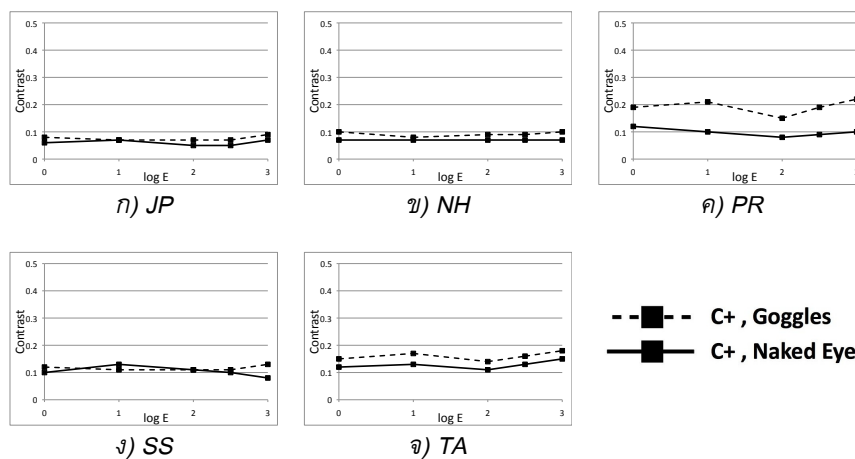 0.5 0.5 0.5
0.4 0.4 0.4
0.3 0.3 0.3
0.2 0.2 0.2
0.1 0.1 0.1
0 0 0
Contrast Contrast Contrast
0 1 2 3 0 1 2 3 0 1 2 3
log E log E log E
ก) JP ข) NH ค) PR
0.5 0.5
0.4 0.4
0.3 0.3
0.2 0.2
0.1 0.1
0 0
Contrast Contrast
0 1 2 3 0 1 2 3
log E log E
ง) SS จ) TA
C+ , Goggles
C+ , Naked Eye